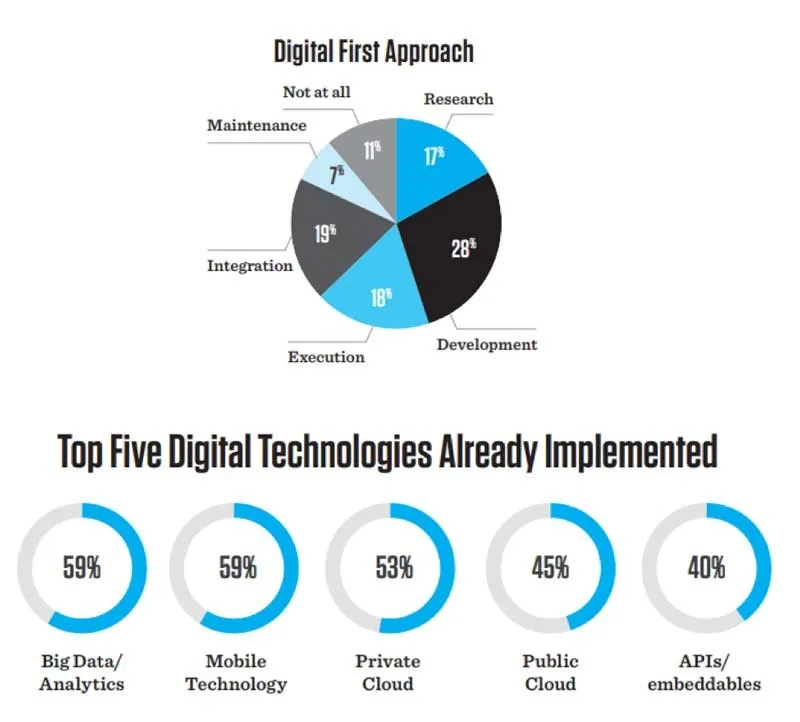 Digital First Approach
Not at all
Research
Maintenance
11%
17%
7%
19%
28%
Integration
18%
Development
Execution
Top Five Digital Technologies Already Implemented
59%
59%
53%
45%
40%
Big Data/
Analytics
Mobile
Technology
Private
Cloud
Public
Cloud
APIs/
embeddables